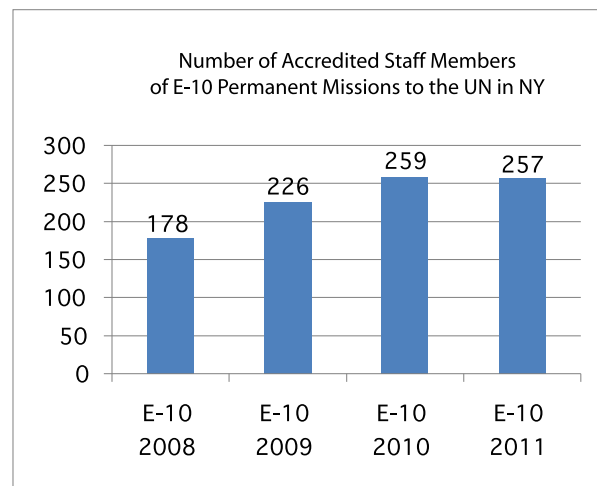 Number of Accredited Staff Members
of E-10 Permanent Missions to the UN in NY
300
250
200
150
100
50
0
178
226
259
257
E-10
2008
E-10
2009
E-10
2010
E-10
2011